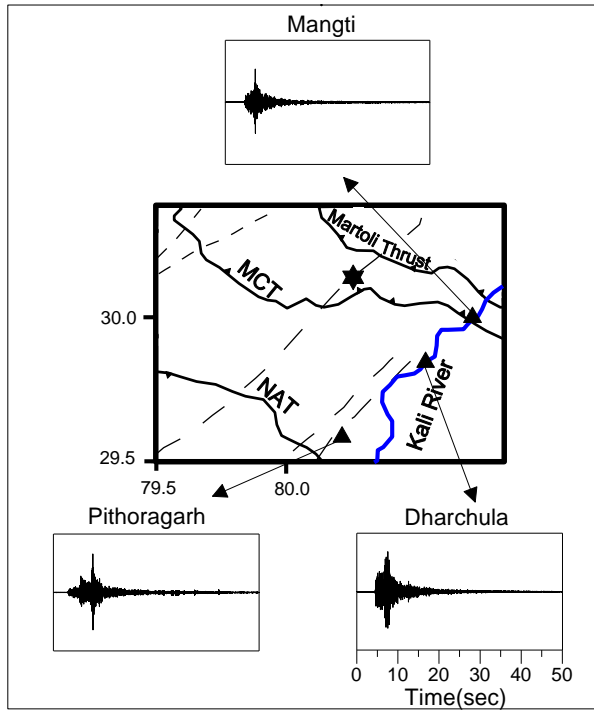 Mangti
Martoli Thrust
MCT
30.0
NAT
Kali River
29.5
79.5
80.0
Pithoragarh
Dharchula
0 10 20 30 40 50
Time(sec)